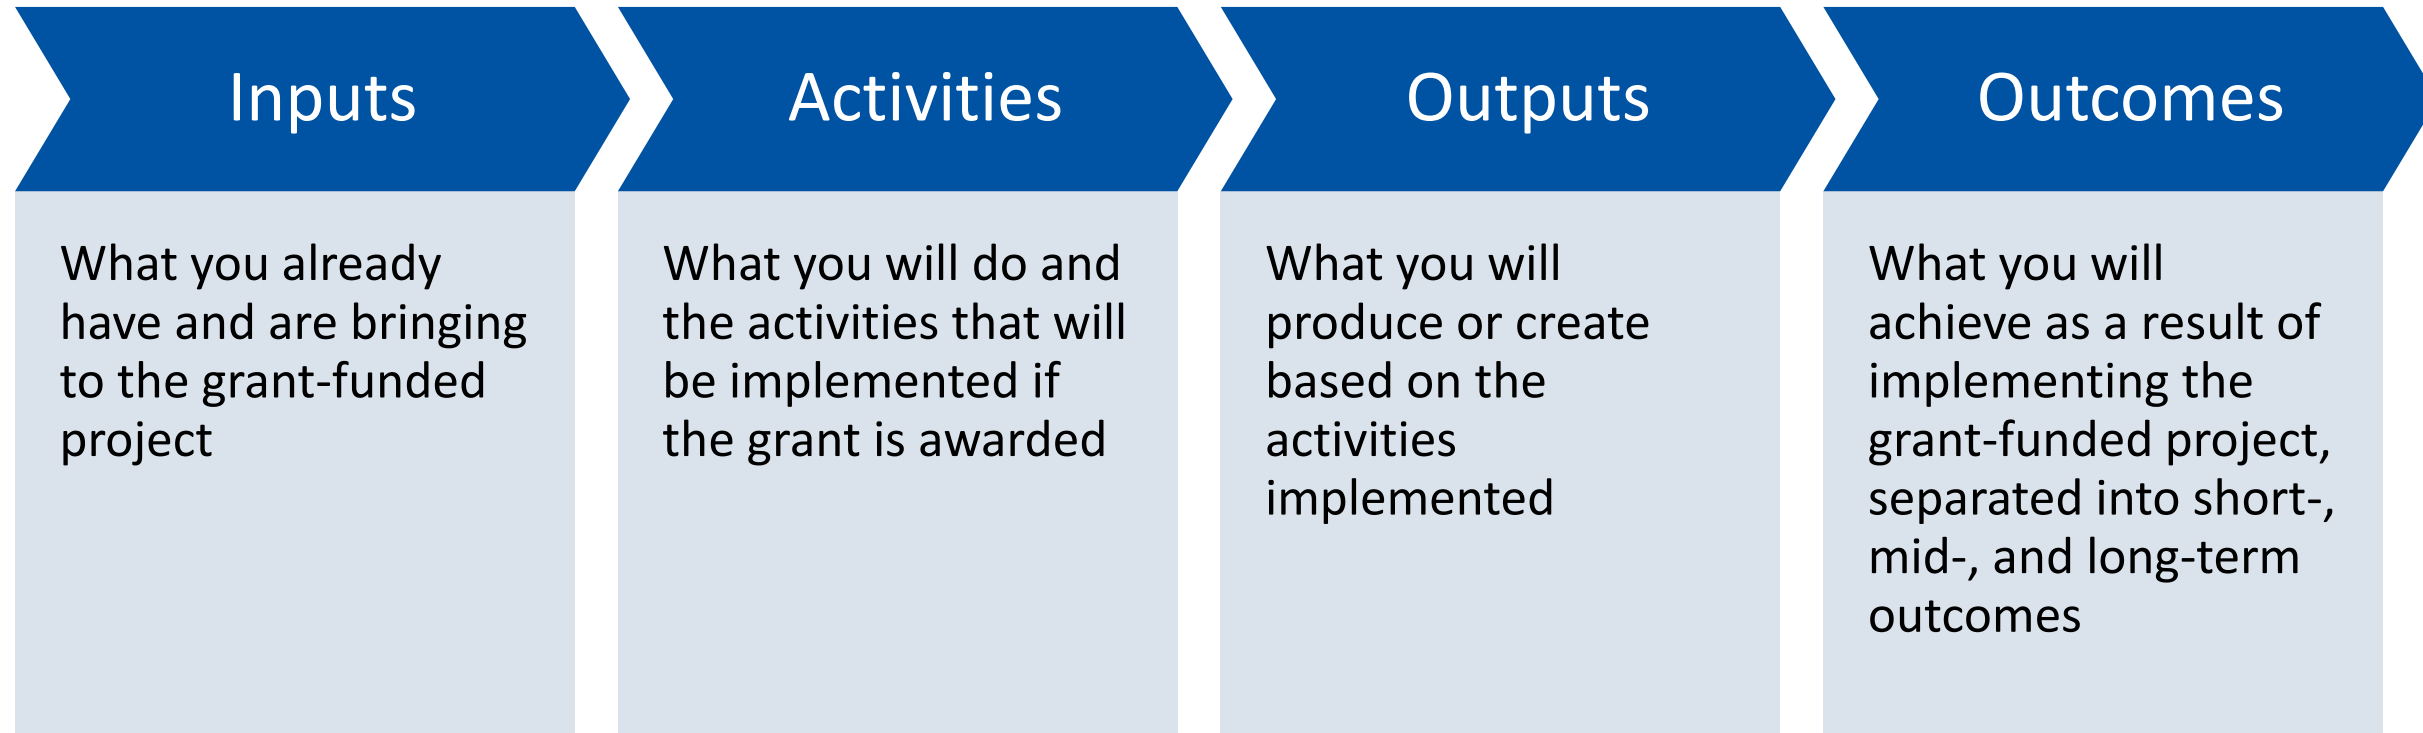 Inputs
What you already
have and are bringing
to the grant-funded
project
Activities
What you will do and
the activities that will
be implemented if
the grant is awarded
Outputs
What you will
produce or create
based on the
activities
implemented
Outcomes
What you will
achieve as a result of
implementing the
grant-funded project,
separated into short-,
mid-, and long-term
outcomes